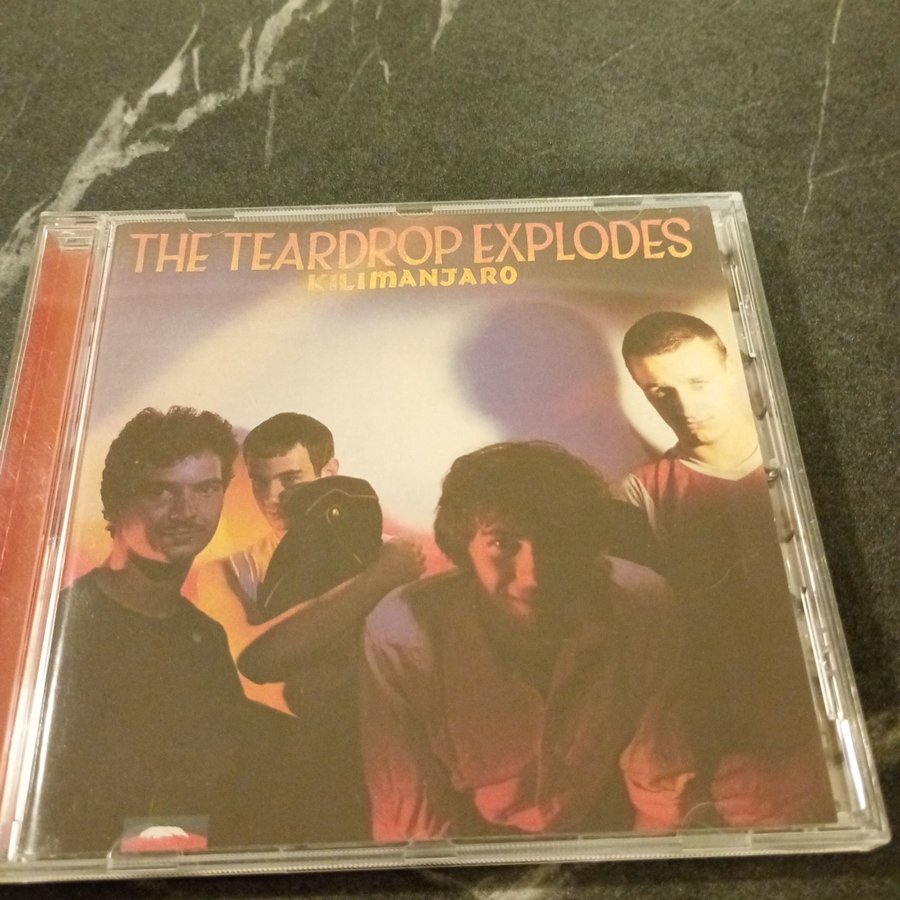 THE TEARDROP EXPLODES
KILIMANJARO